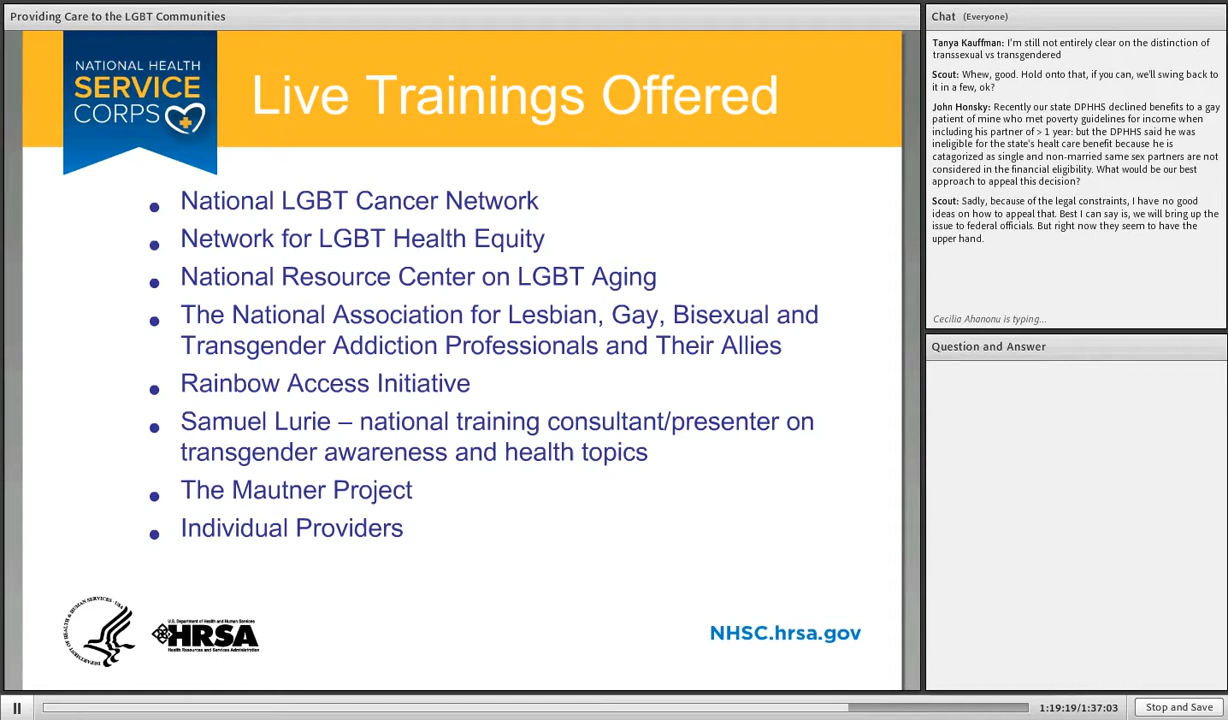 Providing Care to the LGBT Communities
NATIONAL HEALTH
SERVICE
CORPS
Live Trainings Offered
• National LGBT Cancer Network
• Network for LGBT Health Equity
• National Resource Center on LGBT Aging
• The National Association for Lesbian, Gay, Bisexual and
Transgender Addiction Professionals and Their Allies
• Rainbow Access Initiative
• Samuel Lurie – national training consultant/presenter on
transgender awareness and health topics
• The Mautner Project
• Individual Providers
DEPARTMENT OF HEALTH & HUMAN SERVICES · USA
U.S. Department of Health and Human Services
HRSA
Health Resources and Services Administration
NHSC.hrsa.gov
Chat (Everyone)
Tanya Kauffman: I'm still not entirely clear on the distinction of
transsexual vs transgendered
Scout: Whew, good. Hold onto that, if you can, we'll swing back to
it in a few, ok?
John Honsky: Recently our state DPHHS declined benefits to a gay
patient of mine who met poverty guidelines for income when
including his partner of > 1 year: but the DPHHS said he was
ineligible for the state's healt care benefit because he is
catagorized as single and non-married same sex partners are not
considered in the financial eligibility. What would be our best
approach to appeal this decision?
Scout: Sadly, because of the legal constraints, I have no good
ideas on how to appeal that. Best I can say is, we will bring up the
issue to federal officials. But right now they seem to have the
upper hand.
Cecilia Ahanonu is typing...
Question and Answer
1:19:19/1:37:03
Stop and Save